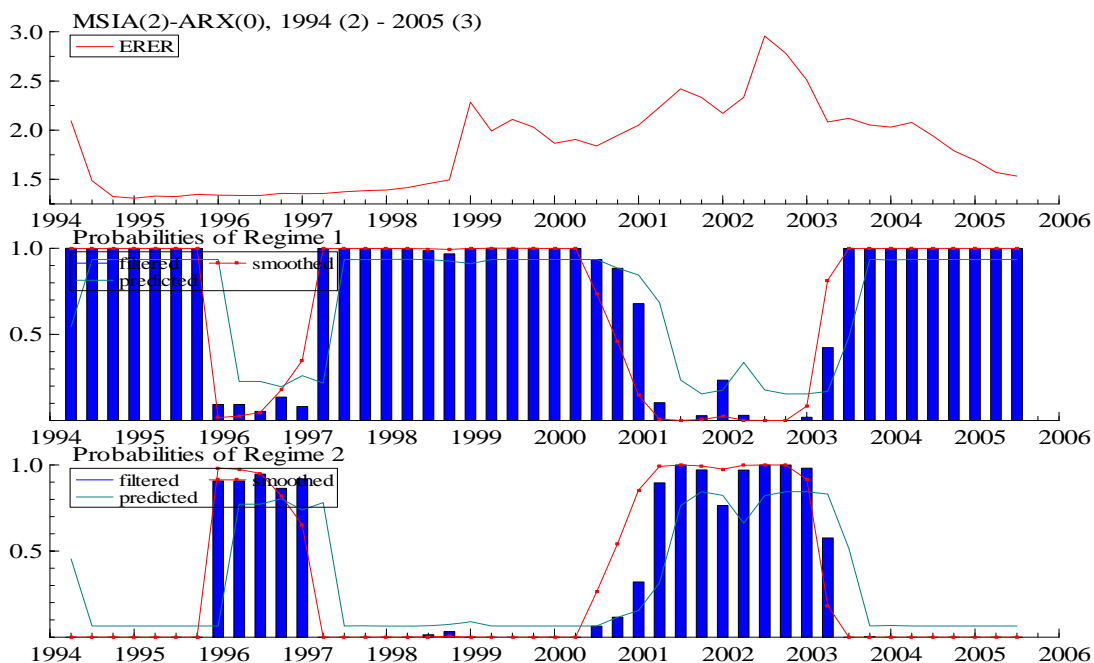 MSIA(2)-ARX(0), 1994 (2) - 2005 (3)
3.0
ERER
2.5
2.0
1.5
1994 1995 1996 1997 1998 1999 2000 2001 2002 2003 2004 2005 2006
Probabilities of Regime 1
1.0
filtered smoothed
predicted
0.5
1994 1995 1996 1997 1998 1999 2000 2001 2002 2003 2004 2005 2006
Probabilities of Regime 2
1.0
filtered smoothed
predicted
0.5
1994 1995 1996 1997 1998 1999 2000 2001 2002 2003 2004 2005 2006